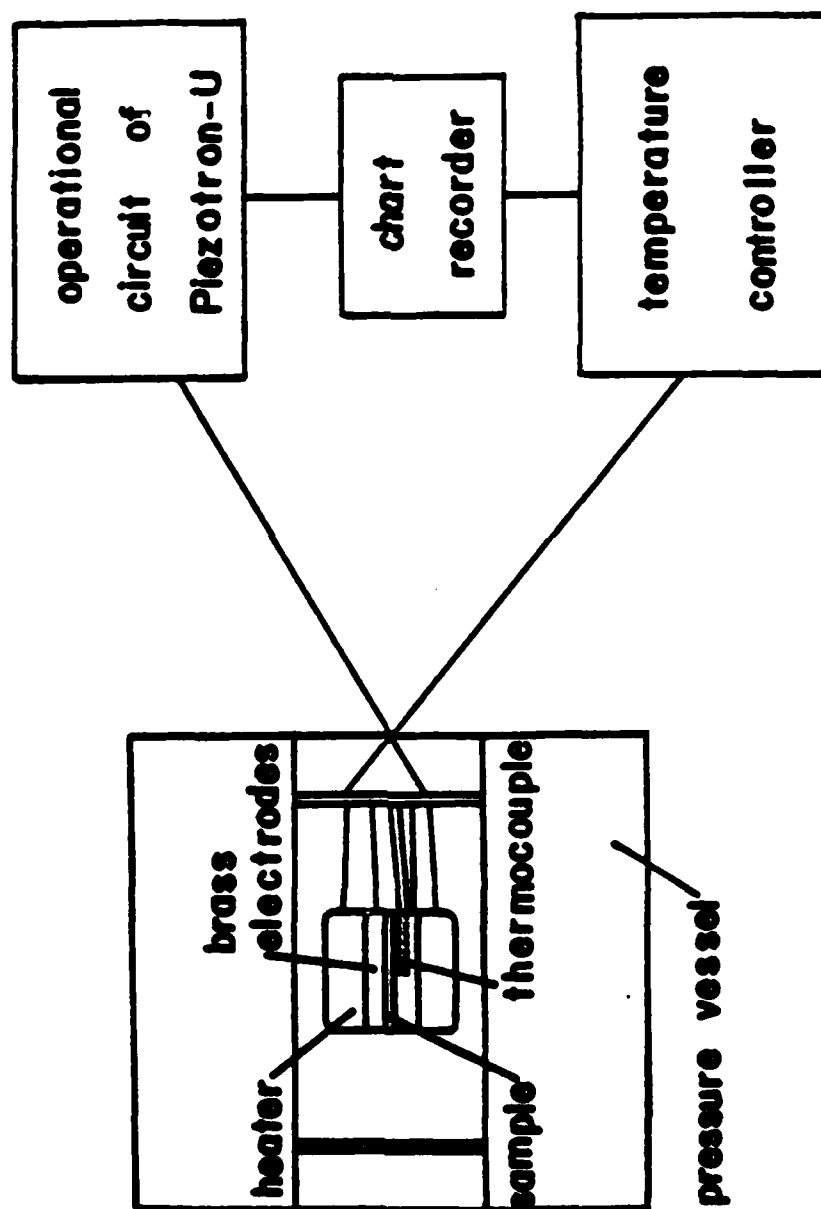 operational
circuit of
Piezotron-U
chart
recorder
temperature
controller
brass
electrodes
heater
sample
thermocouple
pressure vessel